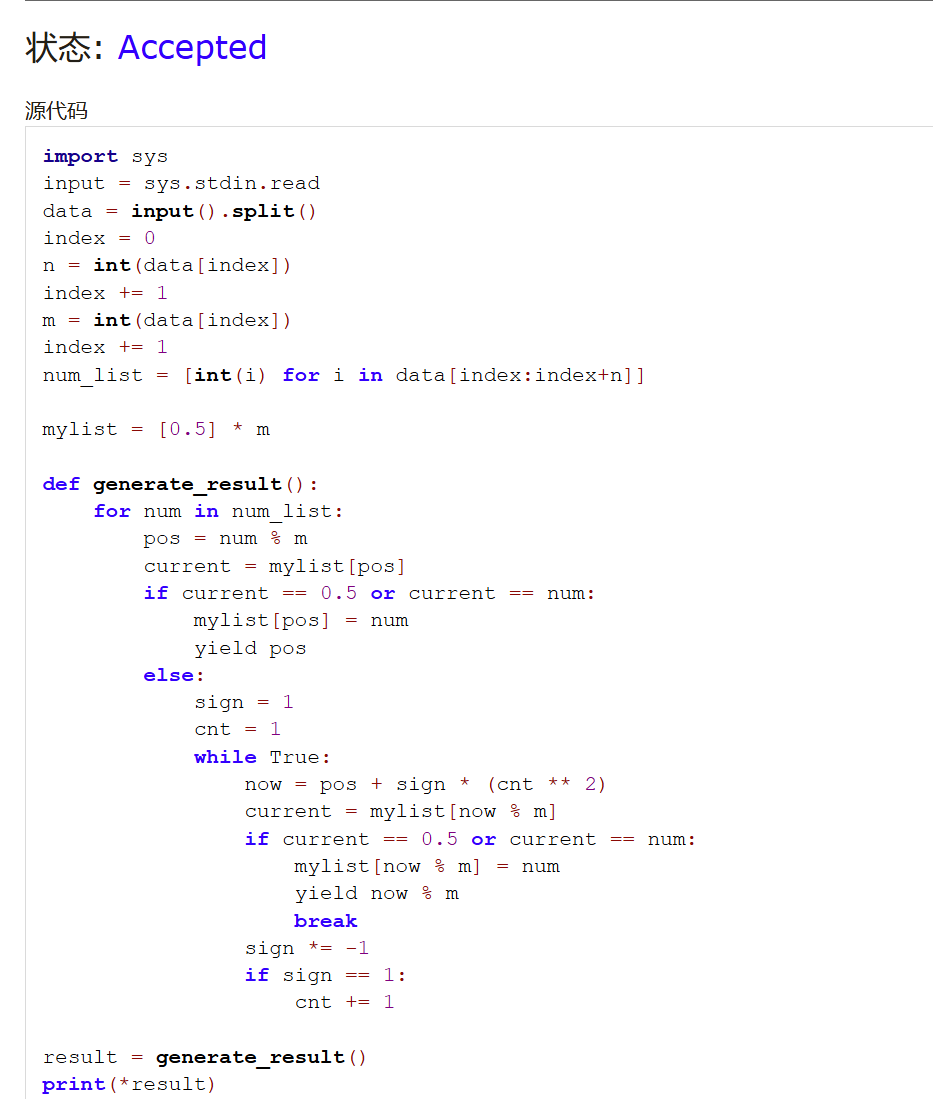 状态: Accepted
源代码
import sys
input = sys.stdin.read
data = input().split()
index = 0
n = int(data[index])
index += 1
m = int(data[index])
index += 1
num_list = [int(i) for i in data[index:index+n]]

mylist = [0.5] * m

def generate_result():
    for num in num_list:
        pos = num % m
        current = mylist[pos]
        if current == 0.5 or current == num:
            mylist[pos] = num
            yield pos
        else:
            sign = 1
            cnt = 1
            while True:
                now = pos + sign * (cnt ** 2)
                current = mylist[now % m]
                if current == 0.5 or current == num:
                    mylist[now % m] = num
                    yield now % m
                    break
                sign *= -1
                if sign == 1:
                    cnt += 1

result = generate_result()
print(*result)